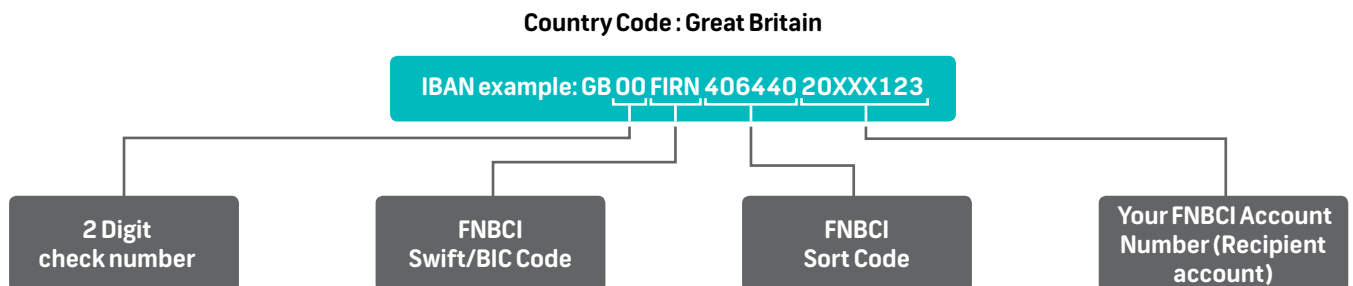 Country Code : Great Britain
IBAN example: GB 00 FIRN 406440 20XXX123
2 Digit
check number
FNBCI
Swift/BIC Code
FNBCI
Sort Code
Your FNBCI Account
Number (Recipient
account)